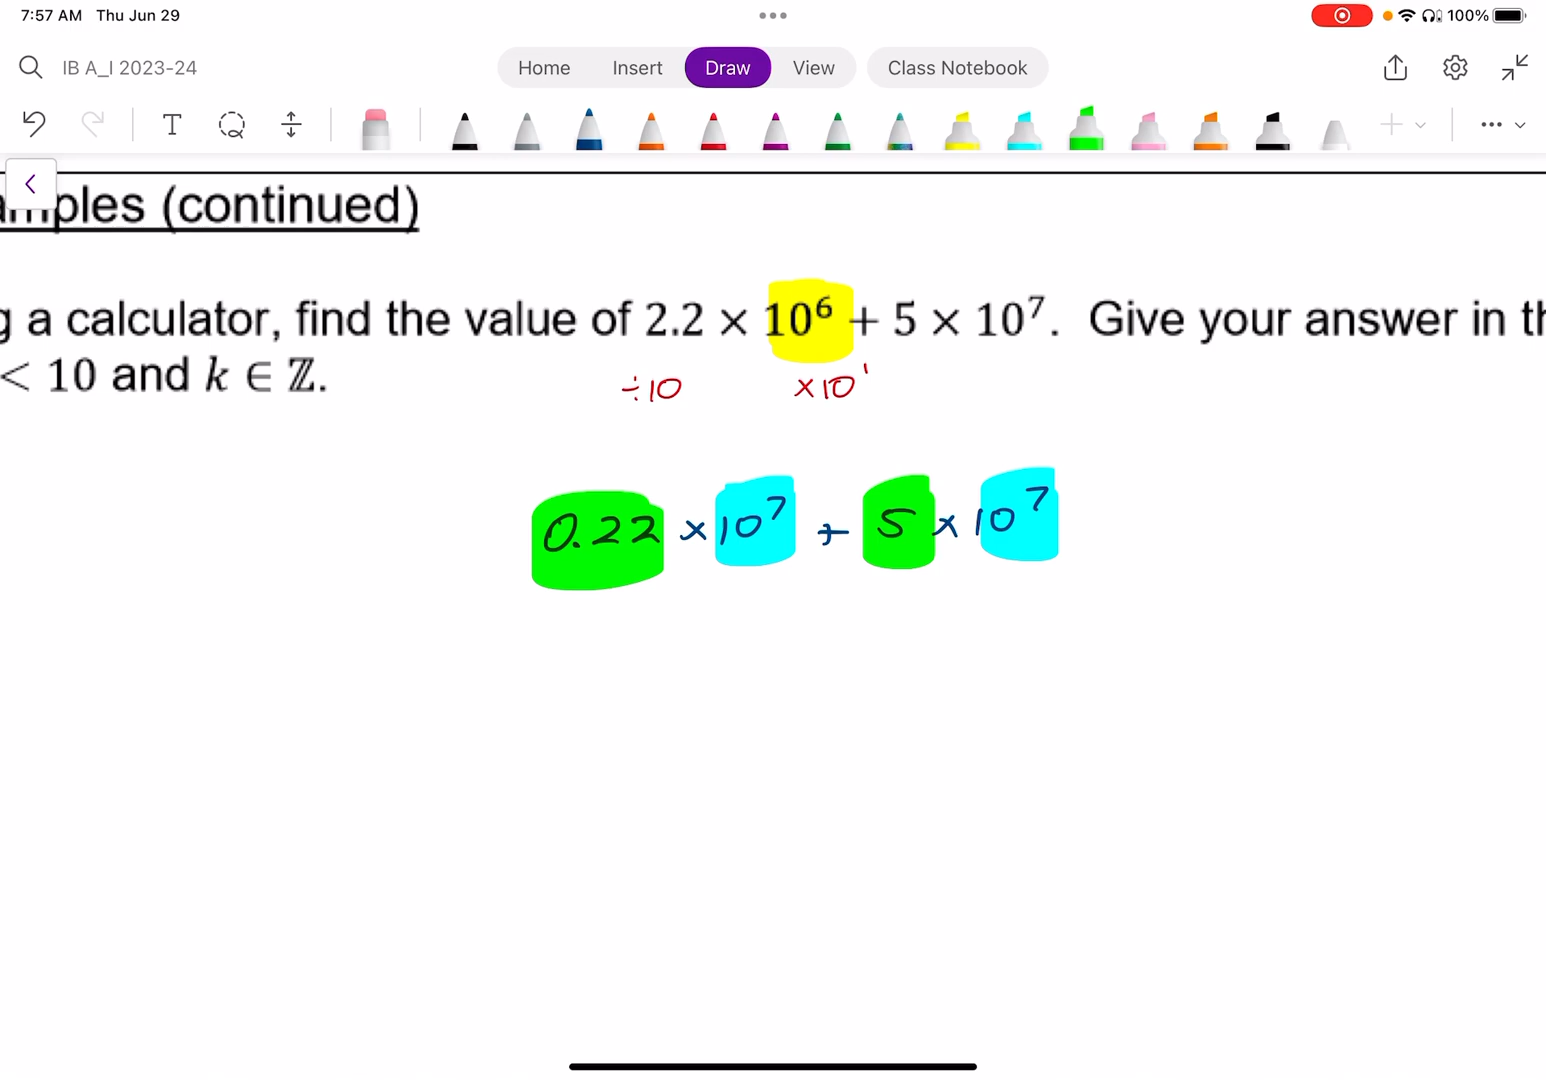 7:57 AM Thu Jun 29
100%
IB A_I 2023-24
Home Insert Draw View Class Notebook
T
amples (continued)
g a calculator, find the value of 2.2 × 10⁶ + 5 × 10⁷. Give your answer in th
< 10 and k ∈ ℤ.
÷10 ×10¹
0.22 × 10⁷ + 5 × 10⁷